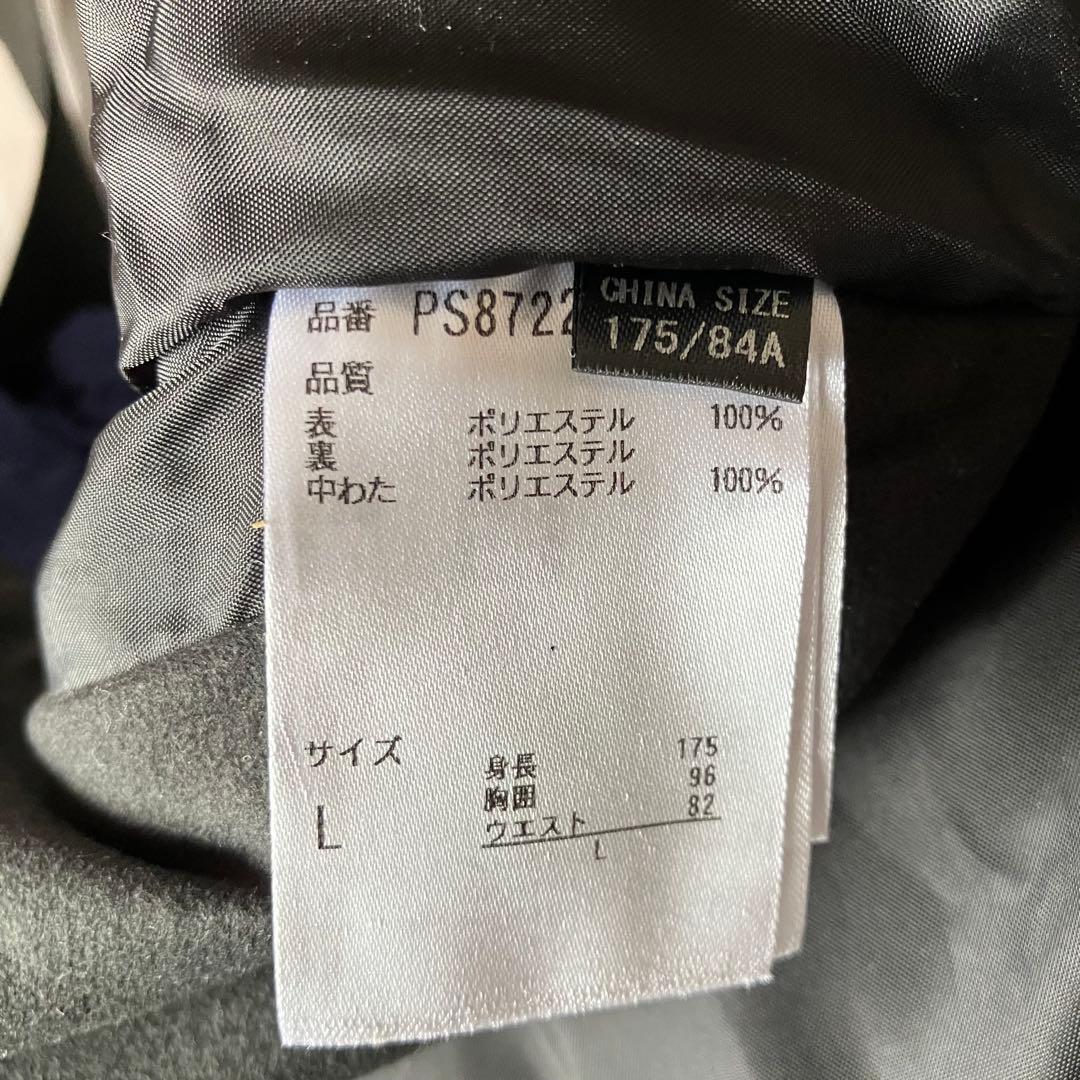 品番 PS8722
CHINA SIZE
175/84A
品質
表 ポリエステル 100%
裏 ポリエステル
中わた ポリエステル 100%
サイズ
L
身長 175
胸囲 96
ウエスト 82
L